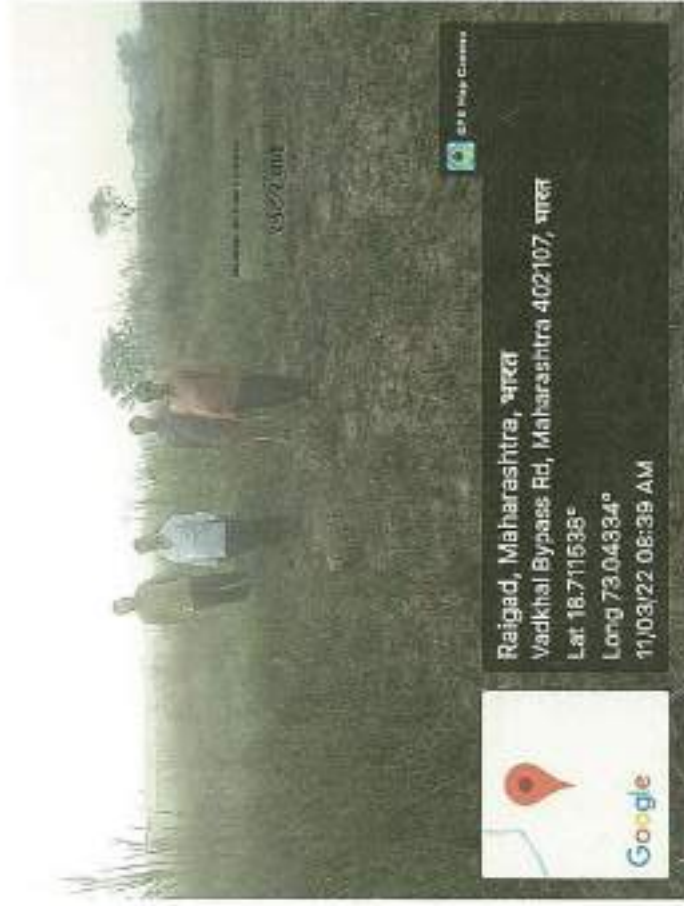 GPS Map Camera
Raigad, Maharashtra, भारत
Vadkhal Bypass Rd, Maharashtra 402107, भारत
Lat 18.711538°
Long 73.04334°
11/03/22 08:39 AM
Google